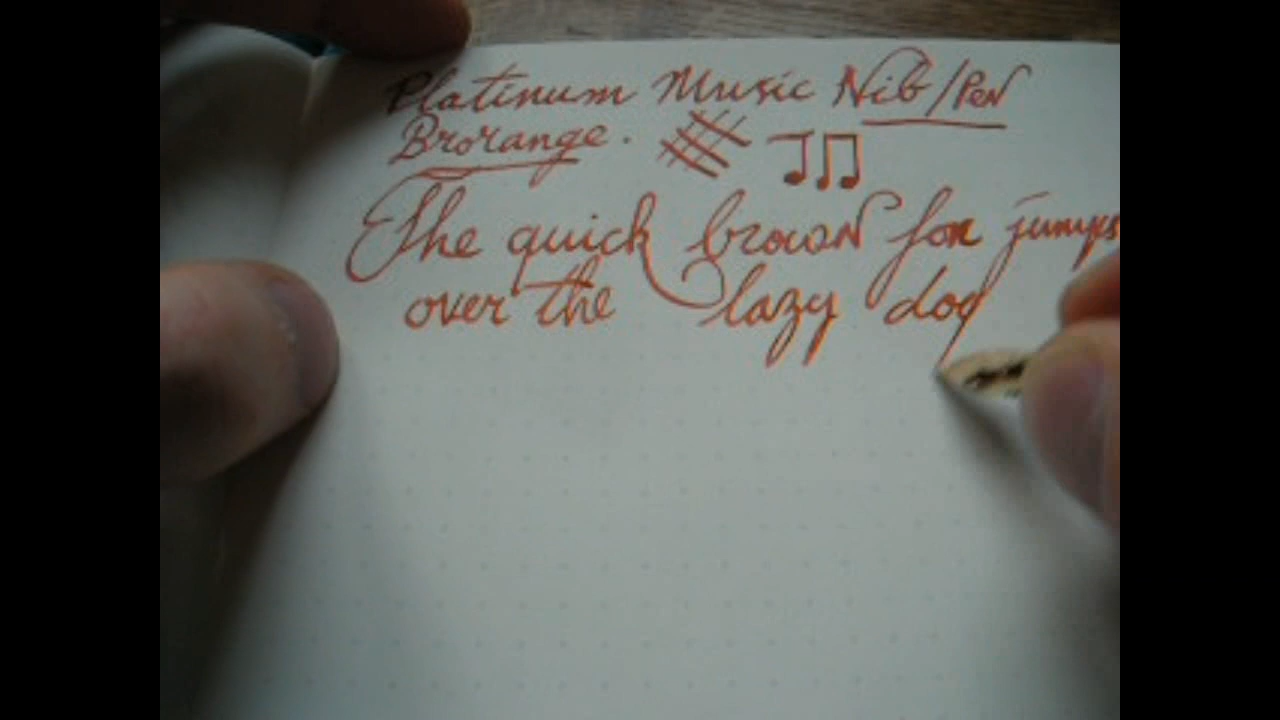 Platinum Music Nib/Pen
Brorange.
The quick brown fox jumps
over the lazy dog